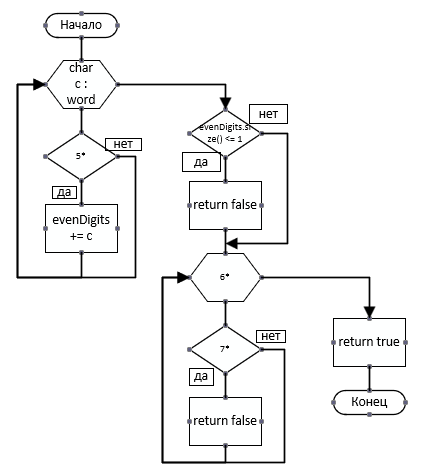 Начало
char
c :
word
5*
нет
да
evenDigits
+= c
evenDigits.si
ze() <= 1
нет
да
return false
6*
7*
нет
да
return false
return true
Конец